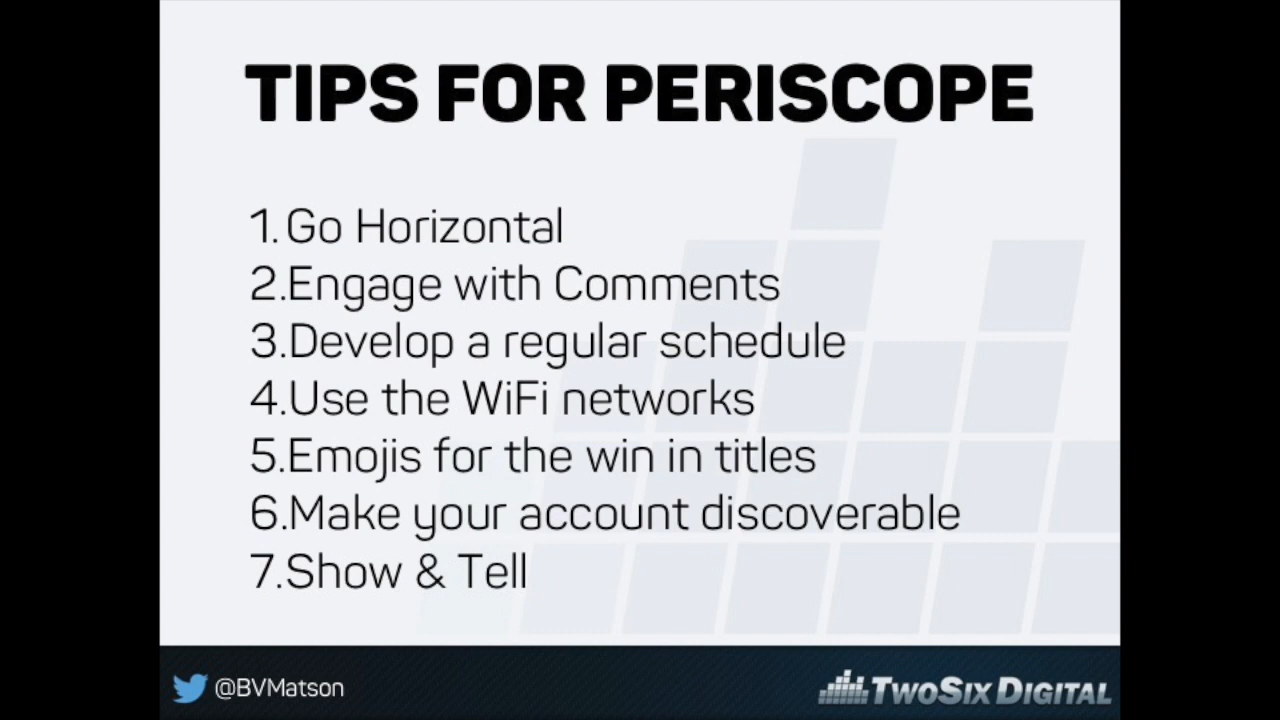 TIPS FOR PERISCOPE
1. Go Horizontal
2.Engage with Comments
3.Develop a regular schedule
4.Use the WiFi networks
5.Emojis for the win in titles
6.Make your account discoverable
7.Show & Tell
@BVMatson
TWOSIX DIGITAL